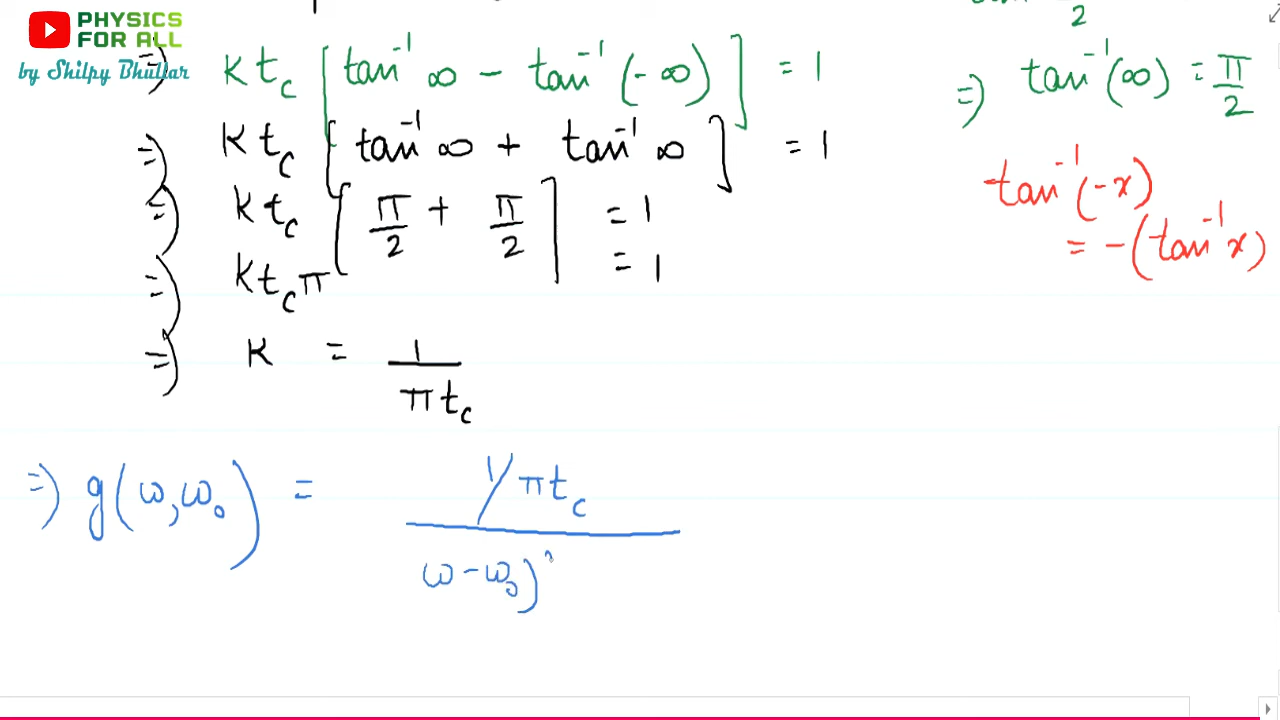 PHYSICS
FOR ALL
by Shilpy Bhullar
⇒ K t_c [tan⁻¹ ∞ − tan⁻¹ (−∞)] = 1
⇒ K t_c [tan⁻¹ ∞ + tan⁻¹ ∞] = 1
⇒ K t_c [π/2 + π/2] = 1
⇒ K t_c π = 1
⇒ K = 1/πt_c
⇒ g(ω, ω₀) = 1/πt_c
ω − ω₀)²
⇒ tan⁻¹(∞) = π/2
tan⁻¹(−x)
= −(tan⁻¹ x)